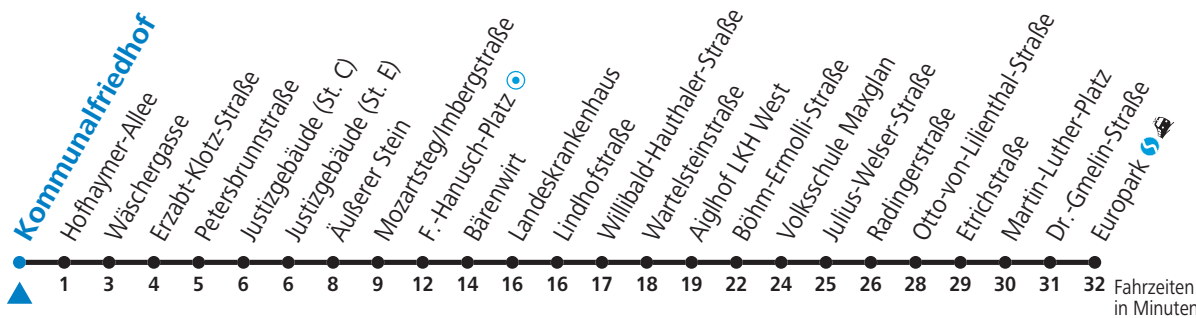 Kommunalfriedhof
Hofhaymer-Allee
Wäschergasse
Erzabt-Klotz-Straße
Petersbrunnstraße
Justizgebäude (St. C)
Justizgebäude (St. E)
Äußerer Stein
Mozartsteg/Imbergstraße
F.-Hanusch-Platz
Bärenwirt
Landeskrankenhaus
Lindhofstraße
Willibald-Hauthaler-Straße
Wartelsteinstraße
Aiglhof LKH West
Böhm-Ermolli-Straße
Volksschule Maxglan
Julius-Welser-Straße
Radingerstraße
Otto-von-Lilienthal-Straße
Etrichstraße
Martin-Luther-Platz
Dr.-Gmelin-Straße
Europark
1 3 4 5 6 6 8 9 12 14 16 16 17 18 19 22 24 25 26 28 29 30 31 32
Fahrzeiten
in Minuten